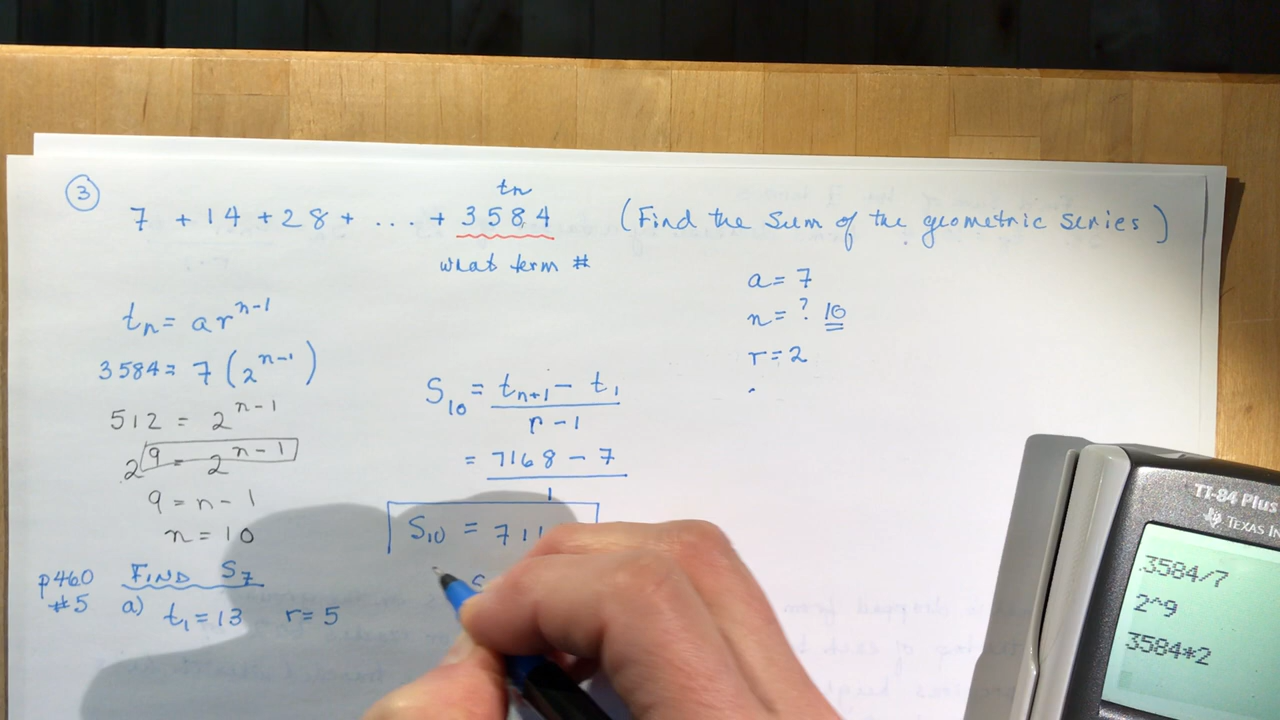 ③
tn
7 + 14 + 28 + ... + 3584 (Find the sum of the geometric series)
what term #
a = 7
n = ? 10
r = 2
tn = ar^n-1
3584 = 7 (2^n-1)
512 = 2^n-1
2^9 = 2^n-1
9 = n - 1
n = 10
S10 = tn+1 - t1
r - 1
= 7168 - 7
1
S10 = 711
p460
#5
FIND S7
a) t1 = 13 r = 5
S
TI-84 Plus
TEXAS IN
3584/7
2^9
3584*2